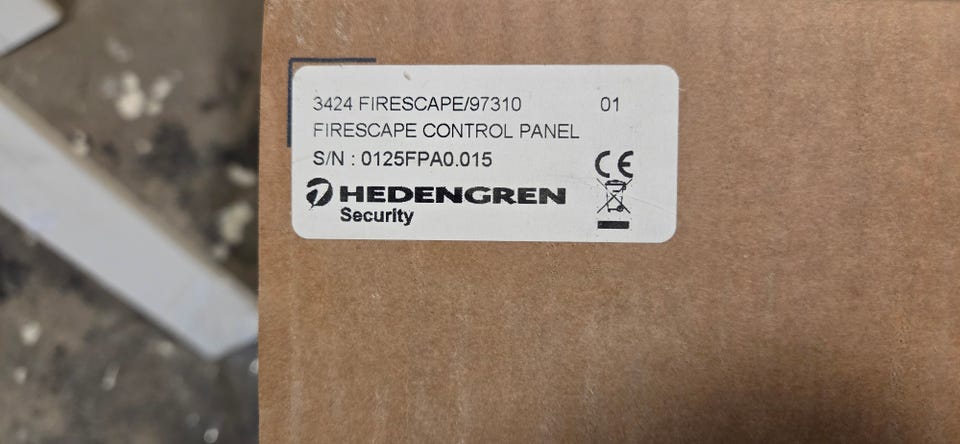 3424 FIRESCAPE/97310 01
FIRESCAPE CONTROL PANEL
S/N : 0125FPA0.015
CE
HEDENGREN
Security